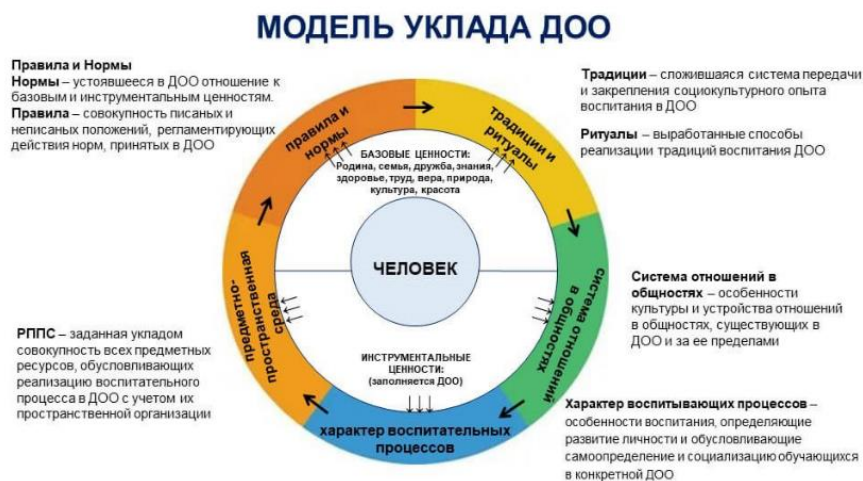 МОДЕЛЬ УКЛАДА ДОО
Правила и Нормы
Нормы – устоявшееся в ДОО отношение к
базовым и инструментальным ценностям.
Правила – совокупность писаных и
неписаных положений, регламентирующих
действия норм, принятых в ДОО
Традиции – сложившаяся система передачи
и закрепления социокультурного опыта
воспитания в ДОО
Ритуалы – выработанные способы
реализации традиций воспитания ДОО
правила и
нормы
традиции и
ритуалы
БАЗОВЫЕ ЦЕННОСТИ:
Родина, семья, дружба, знания,
здоровье, труд, вера, природа,
культура, красота
ЧЕЛОВЕК
предметно-
пространственная
среда
система отношений
в общностях
Система отношений в
общностях – особенности
культуры и устройства отношений
в общностях, существующих в
ДОО и за ее пределами
РППС – заданная укладом
совокупность всех предметных
ресурсов, обусловливающих
реализацию воспитательного
процесса в ДОО с учетом их
пространственной организации
ИНСТРУМЕНТАЛЬНЫЕ
ЦЕННОСТИ:
(заполняется ДОО)
характер воспитательных
процессов
Характер воспитывающих процессов –
особенности воспитания, определяющие
развитие личности и обусловливающие
самоопределение и социализацию обучающихся
в конкретной ДОО